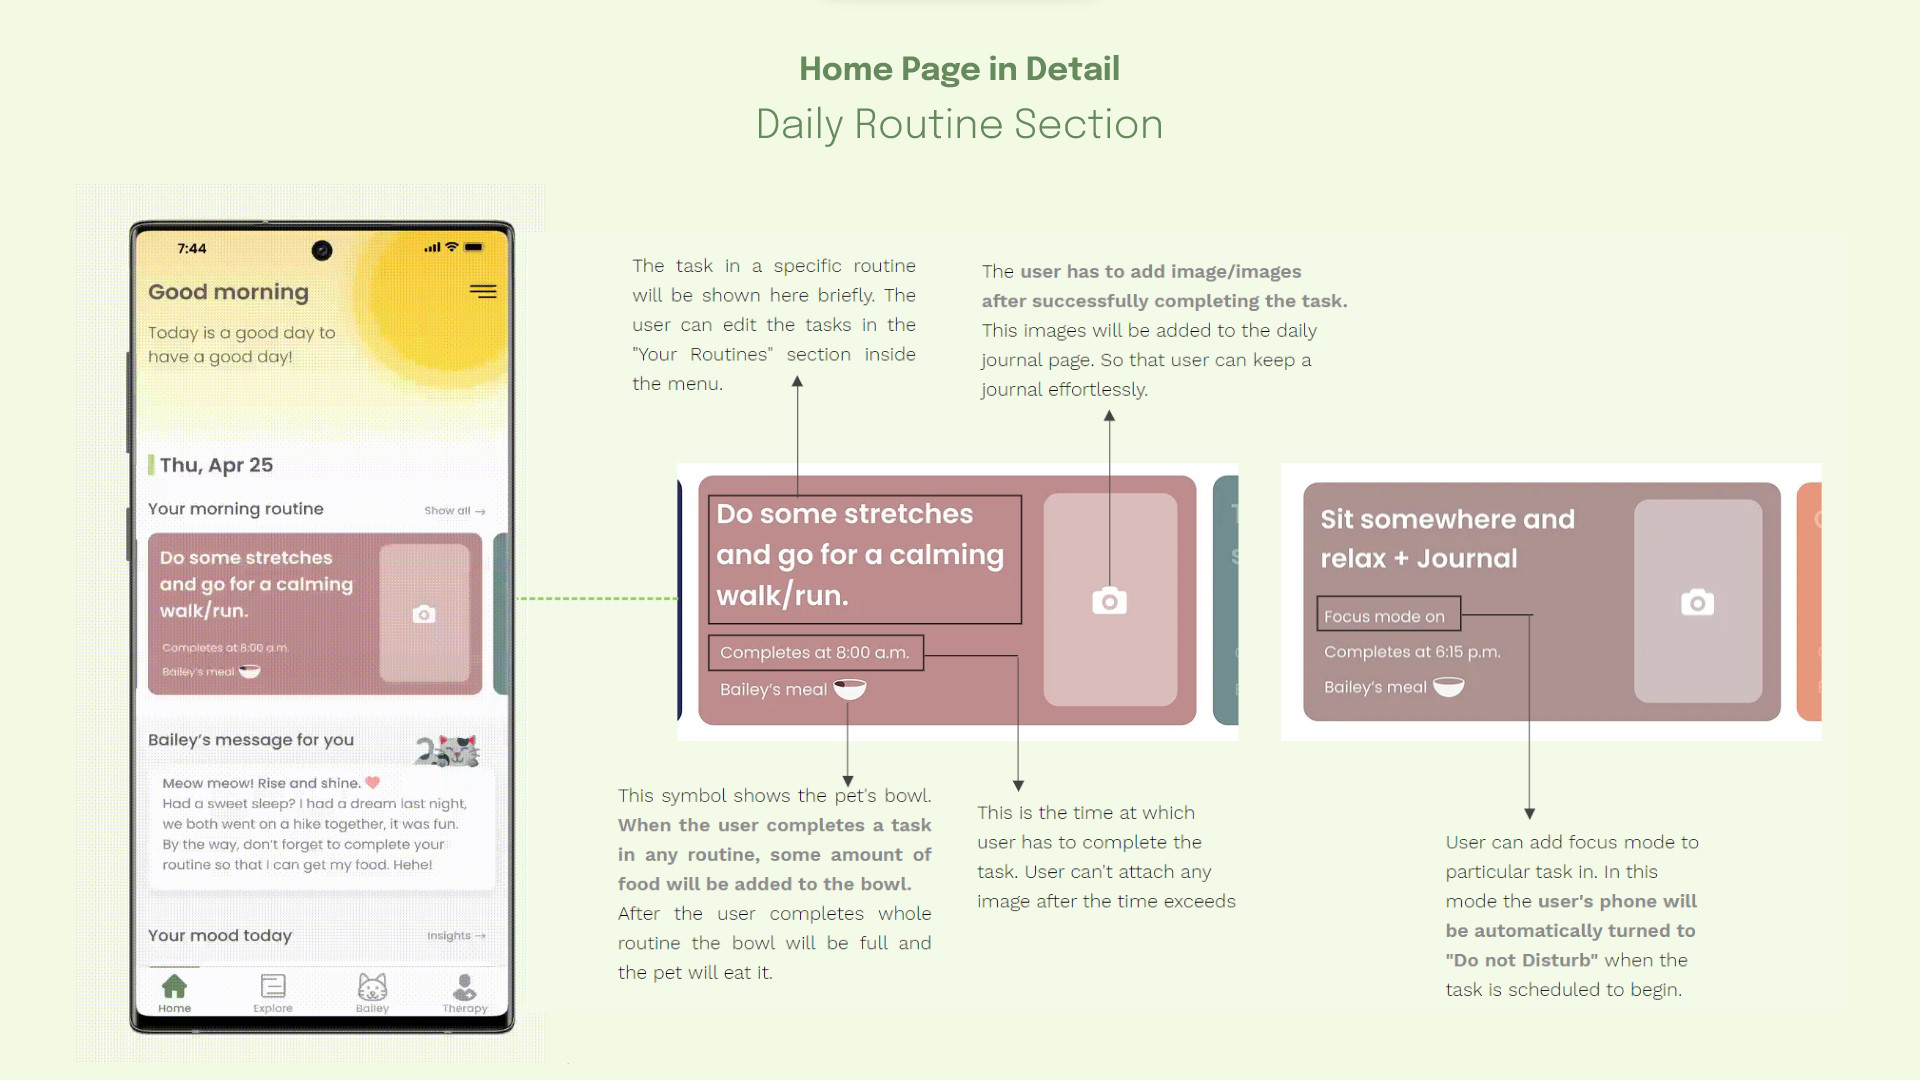 Home Page in Detail
Daily Routine Section
7:44
Good morning
Today is a good day to
have a good day!
Thu, Apr 25
Your morning routine
Show all →
Do some stretches
and go for a calming
walk/run.
Completes at 8:00 a.m.
Bailey's meal
Bailey's message for you
Meow meow! Rise and shine.
Had a sweet sleep? I had a dream last night,
we both went on a hike together, it was fun.
By the way, don't forget to complete your
routine so that I can get my food. Hehe!
Your mood today
Insights →
Home
Explore
Bailey
Therapy
The task in a specific routine
will be shown here briefly. The
user can edit the tasks in the
"Your Routines" section inside
the menu.
The user has to add image/images
after successfully completing the task.
This images will be added to the daily
journal page. So that user can keep a
journal effortlessly.
Do some stretches
and go for a calming
walk/run.
Completes at 8:00 a.m.
Bailey's meal
Sit somewhere and
relax + Journal
Focus mode on
Completes at 6:15 p.m.
Bailey's meal
This symbol shows the pet's bowl.
When the user completes a task
in any routine, some amount of
food will be added to the bowl.
After the user completes whole
routine the bowl will be full and
the pet will eat it.
This is the time at which
user has to complete the
task. User can't attach any
image after the time exceeds
User can add focus mode to
particular task in. In this
mode the user's phone will
be automatically turned to
"Do not Disturb" when the
task is scheduled to begin.